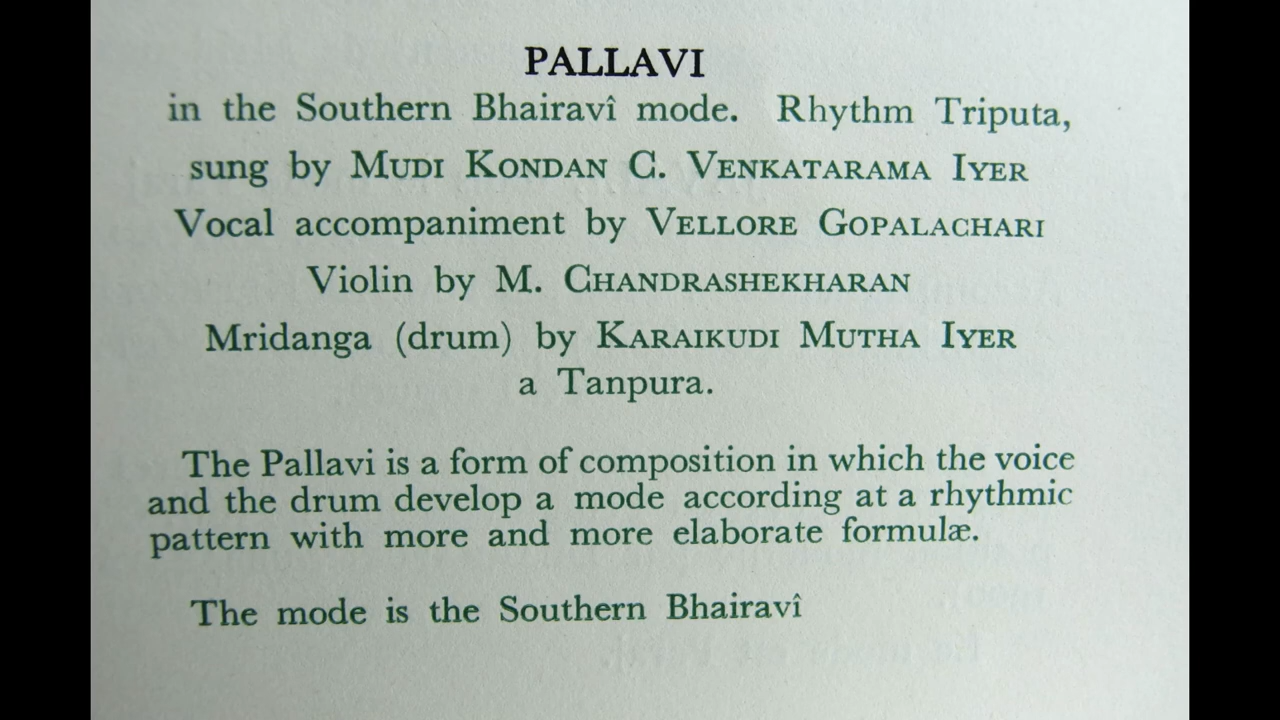 PALLAVI
in the Southern Bhairavî mode. Rhythm Triputa,
sung by MUDI KONDAN C. VENKATARAMA IYER
Vocal accompaniment by VELLORE GOPALACHARI
Violin by M. CHANDRASHEKHARAN
Mridanga (drum) by KARAIKUDI MUTHA IYER
a Tanpura.
The Pallavi is a form of composition in which the voice
and the drum develop a mode according at a rhythmic
pattern with more and more elaborate formulæ.
The mode is the Southern Bhairavî